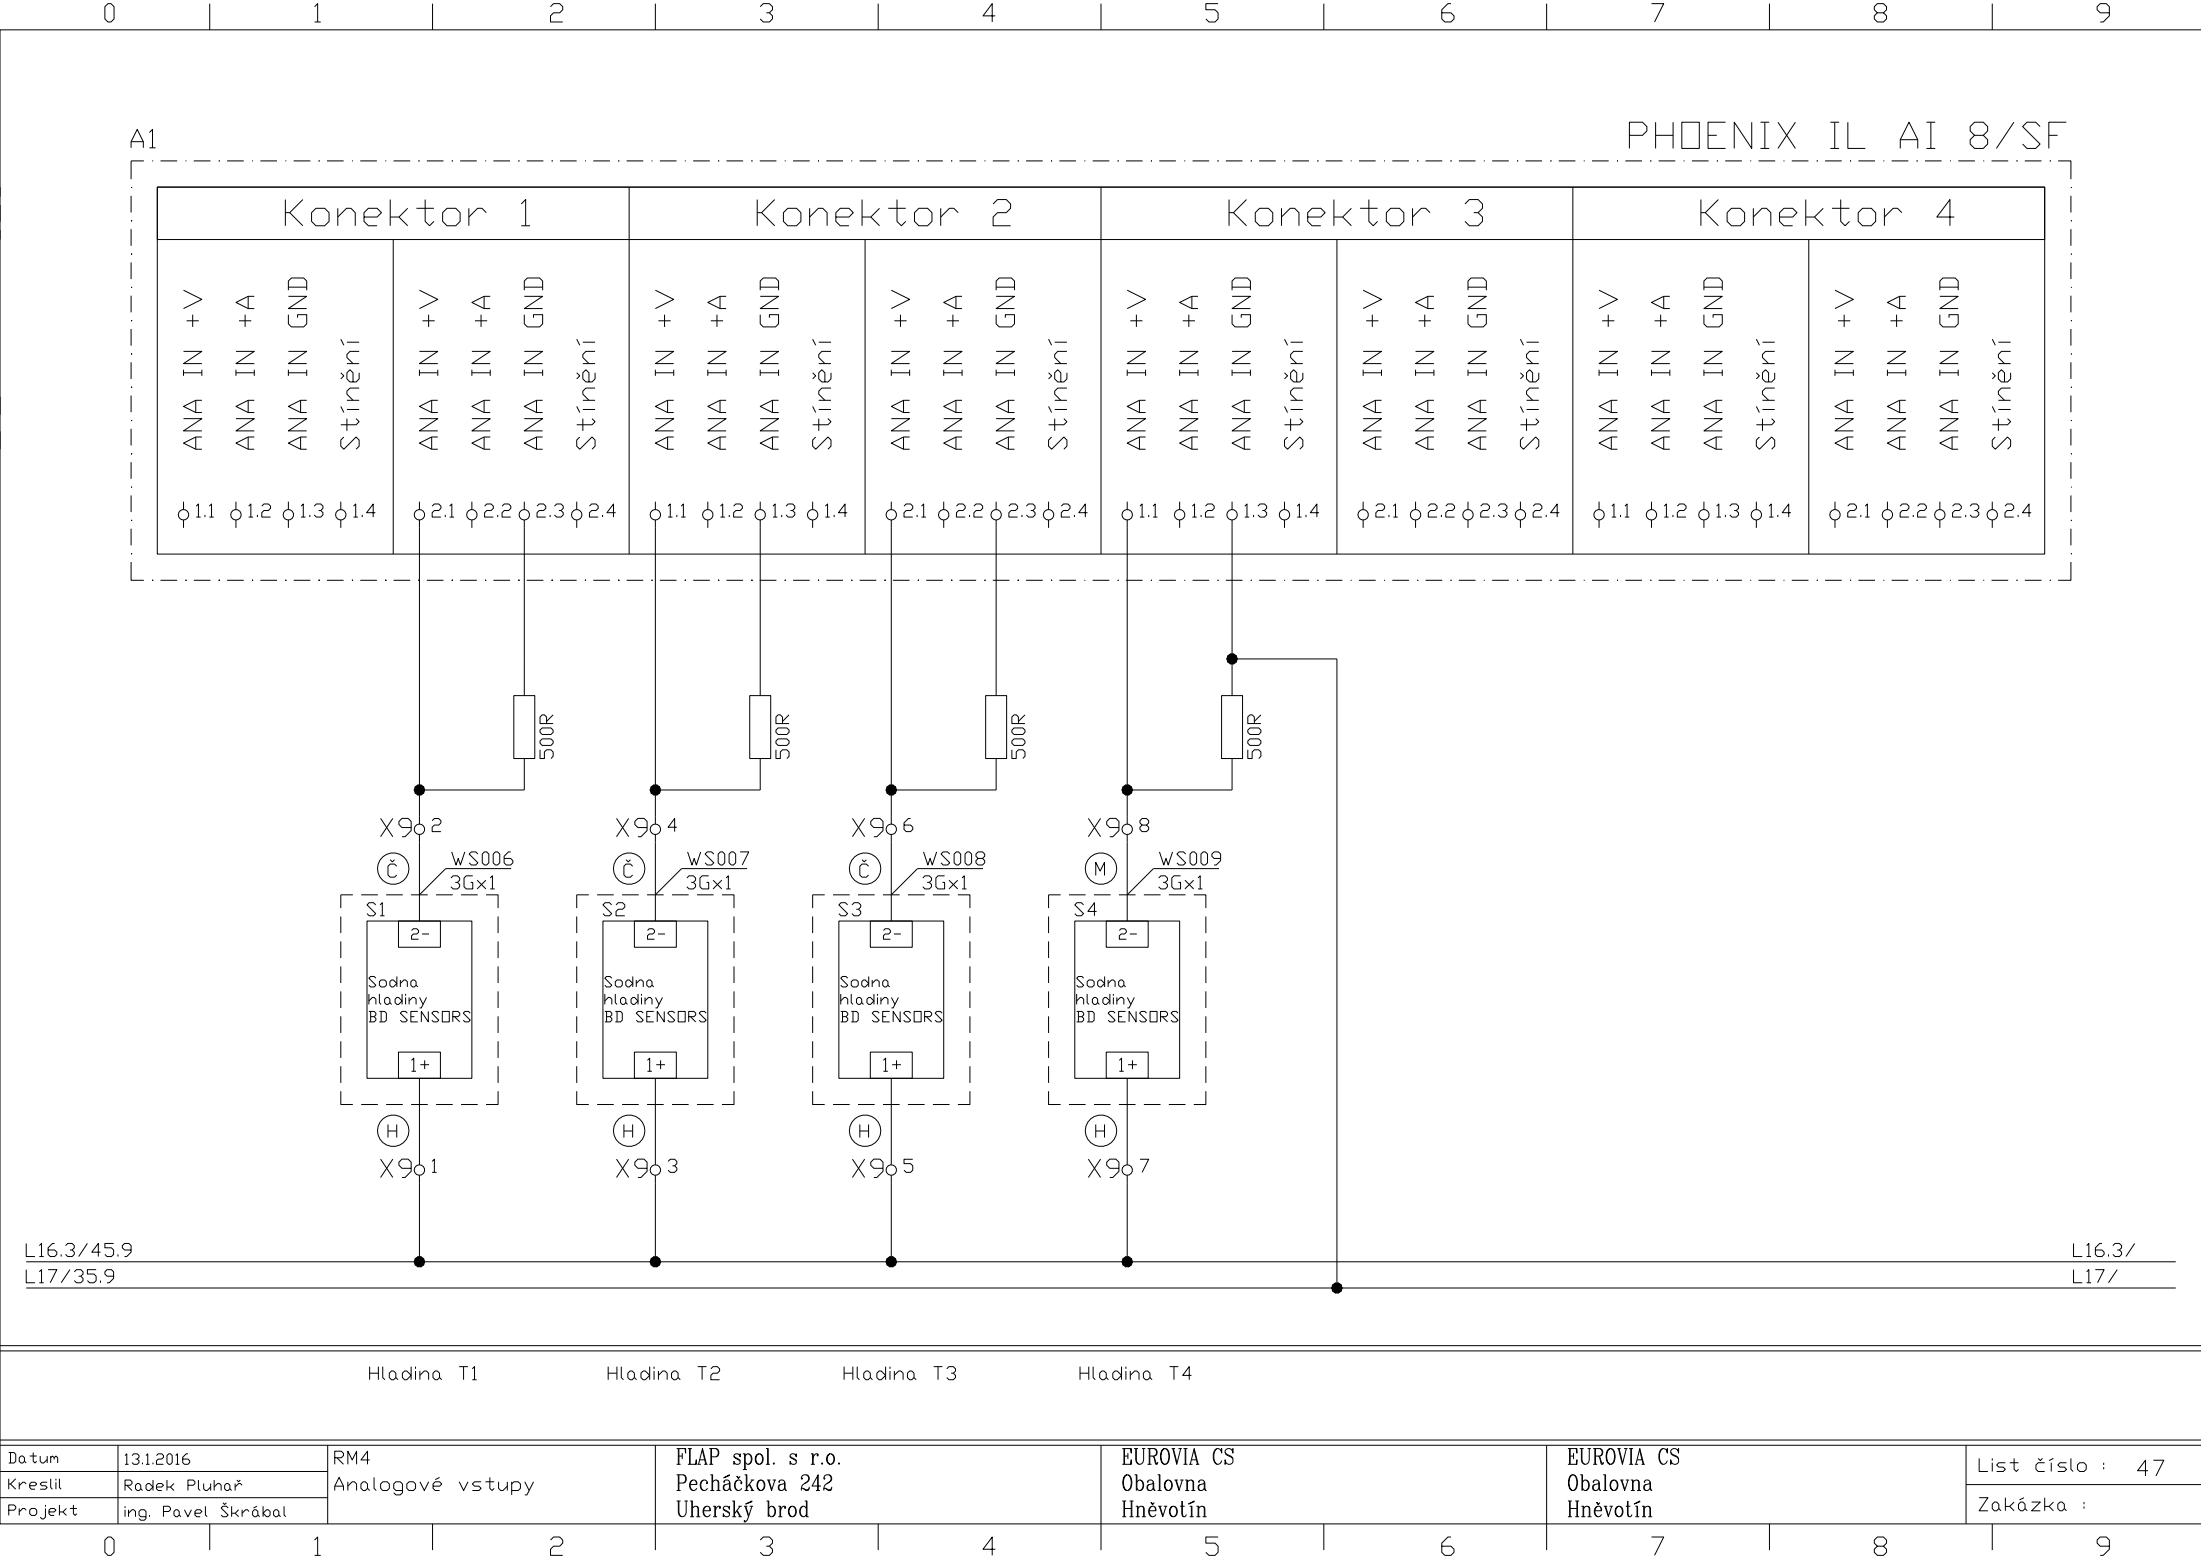 0 1 2 3 4 5 6 7 8 9
A1 PHOENIX IL AI 8/SF
Konektor 1 Konektor 2 Konektor 3 Konektor 4
ANA IN +V ANA IN +A ANA IN GND Stínění ANA IN +V ANA IN +A ANA IN GND Stínění ANA IN +V ANA IN +A ANA IN GND Stínění ANA IN +V ANA IN +A ANA IN GND Stínění ANA IN +V ANA IN +A ANA IN GND Stínění ANA IN +V ANA IN +A ANA IN GND Stínění ANA IN +V ANA IN +A ANA IN GND Stínění ANA IN +V ANA IN +A ANA IN GND Stínění
1.1 1.2 1.3 1.4 2.1 2.2 2.3 2.4 1.1 1.2 1.3 1.4 2.1 2.2 2.3 2.4 1.1 1.2 1.3 1.4 2.1 2.2 2.3 2.4 1.1 1.2 1.3 1.4 2.1 2.2 2.3 2.4
500R 500R 500R 500R
X9 2 X9 4 X9 6 X9 8
Č WS006 Č WS007 Č WS008 M WS009
3Gx1 3Gx1 3Gx1 3Gx1
S1 S2 S3 S4
2- 2- 2- 2-
Sodna Sodna Sodna Sodna
hladiny hladiny hladiny hladiny
BD SENSORS BD SENSORS BD SENSORS BD SENSORS
1+ 1+ 1+ 1+
H H H H
X9 1 X9 3 X9 5 X9 7
L16.3/45.9 L16.3/
L17/35.9 L17/
Hladina T1 Hladina T2 Hladina T3 Hladina T4
Datum 13.1.2016 RM4 FLAP spol. s r.o. EUROVIA CS EUROVIA CS
Kreslil Radek Pluhař Analogové vstupy Pecháčkova 242 Obalovna Obalovna
Projekt ing. Pavel Škrábal Uherský brod Hněvotín Hněvotín
List číslo : 47
Zakázka :
0 1 2 3 4 5 6 7 8 9